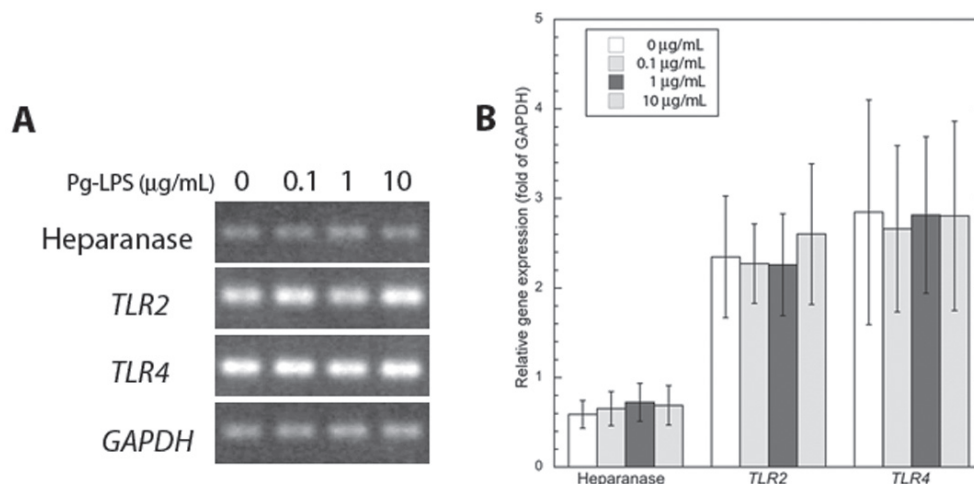 A
Pg-LPS (μg/mL) 0 0.1 1 10
Heparanase
TLR2
TLR4
GAPDH
B
Relative gene expression (fold of GAPDH)
5
4
3
2
1
0
0 μg/mL
0.1 μg/mL
1 μg/mL
10 μg/mL
Heparanase TLR2 TLR4